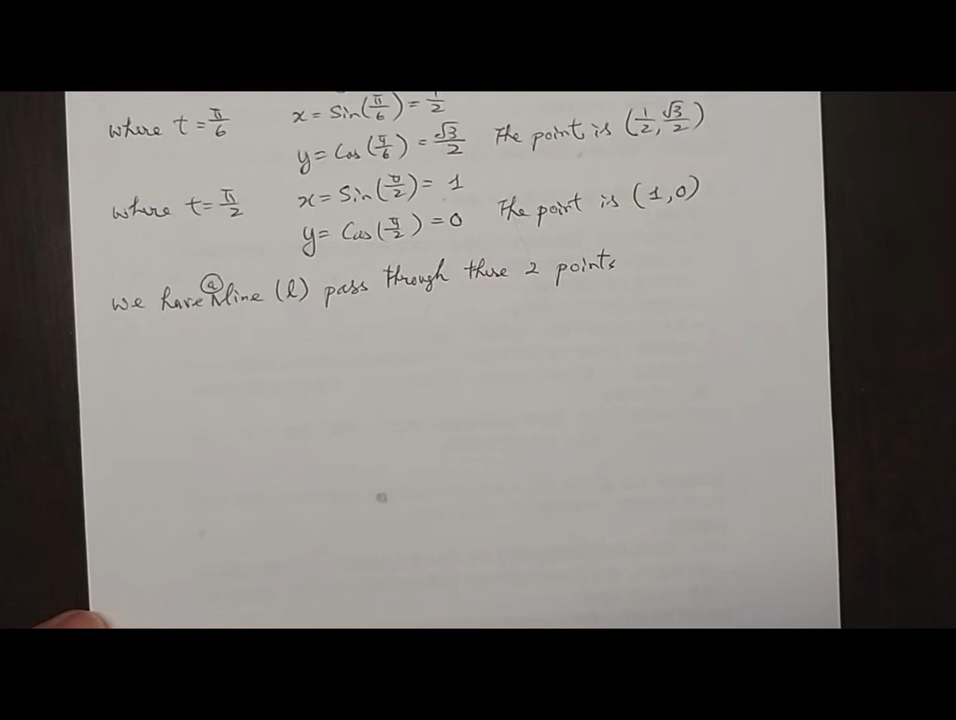 where t = π/6 x = Sin(π/6) = 1/2
y = Cos(π/6) = √3/2 The point is (1/2, √3/2)
where t = π/2 x = Sin(π/2) = 1
y = Cos(π/2) = 0 The point is (1,0)
we have a line (l) pass through these 2 points